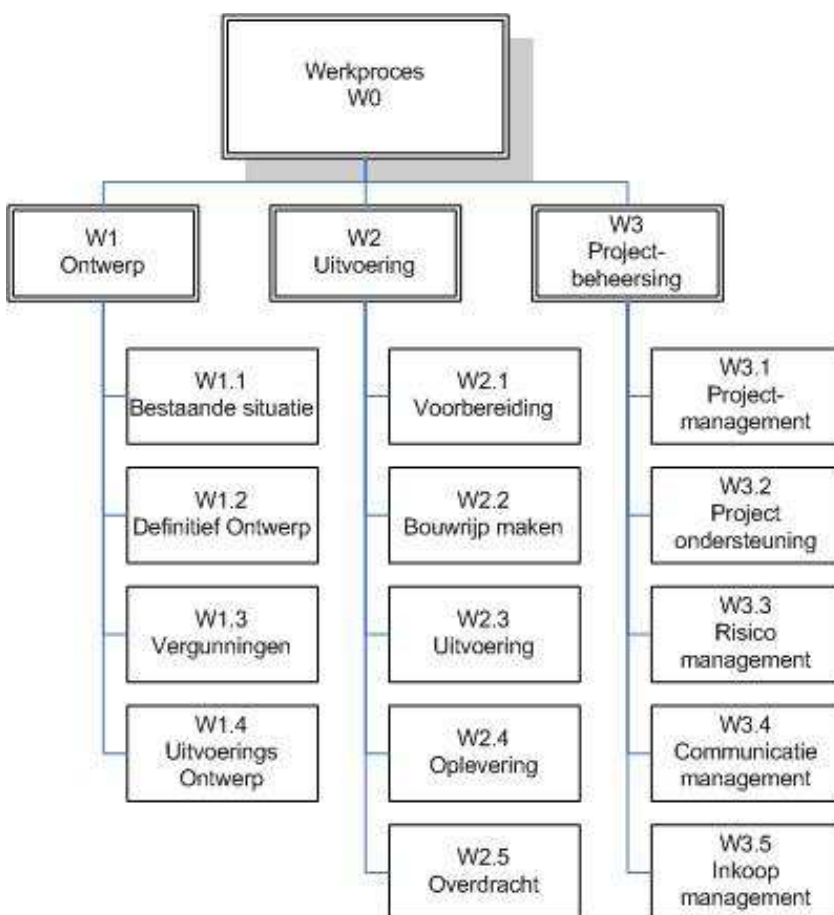 Werkproces
W0
W1
Ontwerp
W2
Uitvoering
W3
Project-
beheersing
W1.1
Bestaande situatie
W1.2
Definitief Ontwerp
W1.3
Vergunningen
W1.4
Uitvoerings
Ontwerp
W2.1
Voorbereiding
W2.2
Bouwrijp maken
W2.3
Uitvoering
W2.4
Oplevering
W2.5
Overdracht
W3.1
Project-
management
W3.2
Project
ondersteuning
W3.3
Risico
management
W3.4
Communicatie
management
W3.5
Inkoop
management